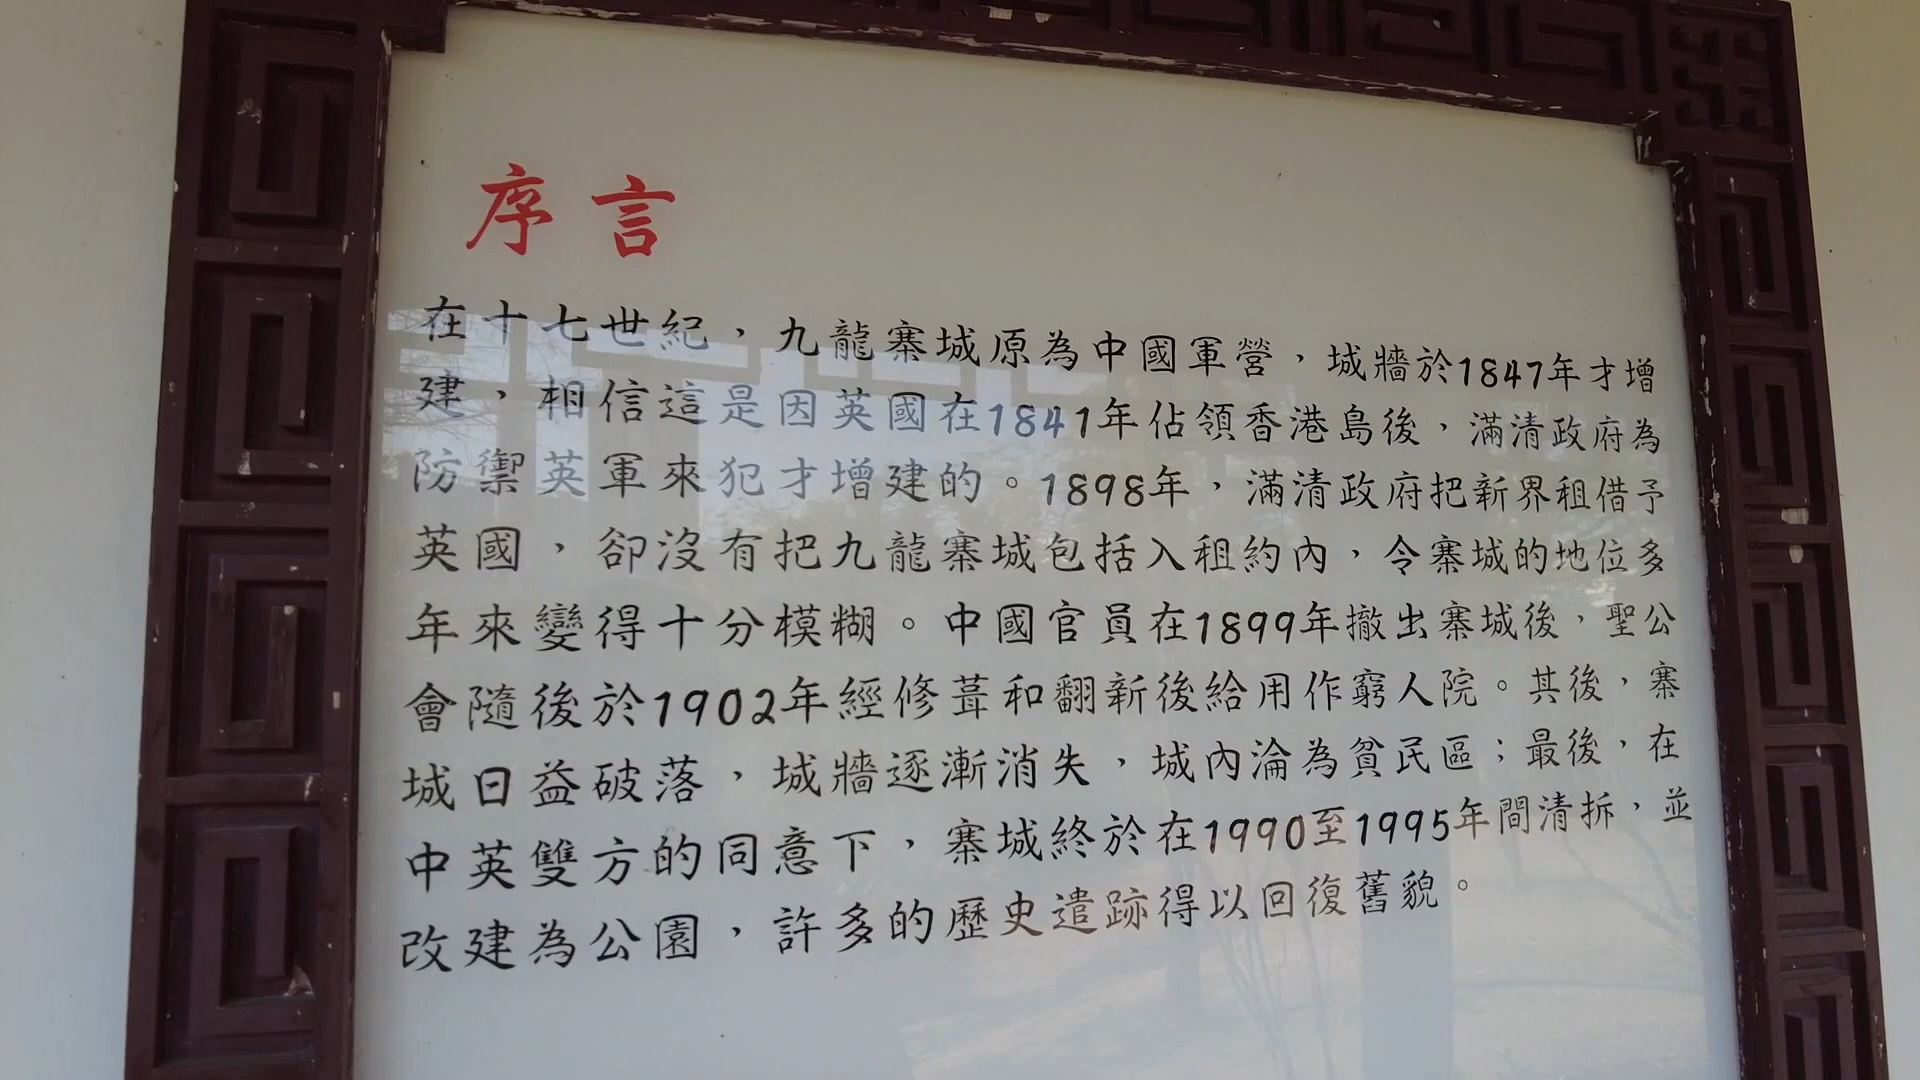 序言
在十七世紀，九龍寨城原為中國軍營，城牆於1847年才增
建，相信這是因英國在1841年佔領香港島後，滿清政府為
防禦英軍來犯才增建的。1898年，滿清政府把新界租借予
英國，卻沒有把九龍寨城包括入租約內，令寨城的地位多
年來變得十分模糊。中國官員在1899年撤出寨城後，聖公
會隨後於1902年經修葺和翻新後給用作窮人院。其後，寨
城日益破落，城牆逐漸消失，城內淪為貧民區；最後，在
中英雙方的同意下，寨城終於在1990至1995年間清拆，並
改建為公園，許多的歷史遺跡得以回復舊貌。